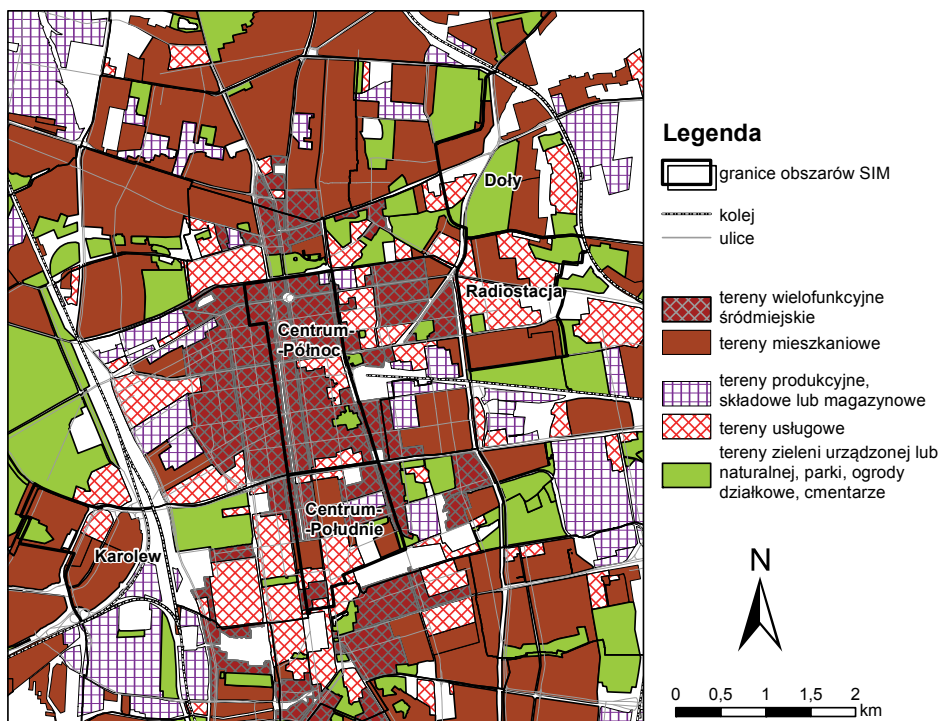 Doły
Radiostacja
Centrum-
-Północ
Centrum-
-Południe
Karolew
Legenda
granice obszarów SIM
kolej
ulice
tereny wielofunkcyjne
śródmiejskie
tereny mieszkaniowe
tereny produkcyjne,
składowe lub magazynowe
tereny usługowe
tereny zieleni urządzonej lub
naturalnej, parki, ogrody
działkowe, cmentarze
N
0 0,5 1 1,5 2
km